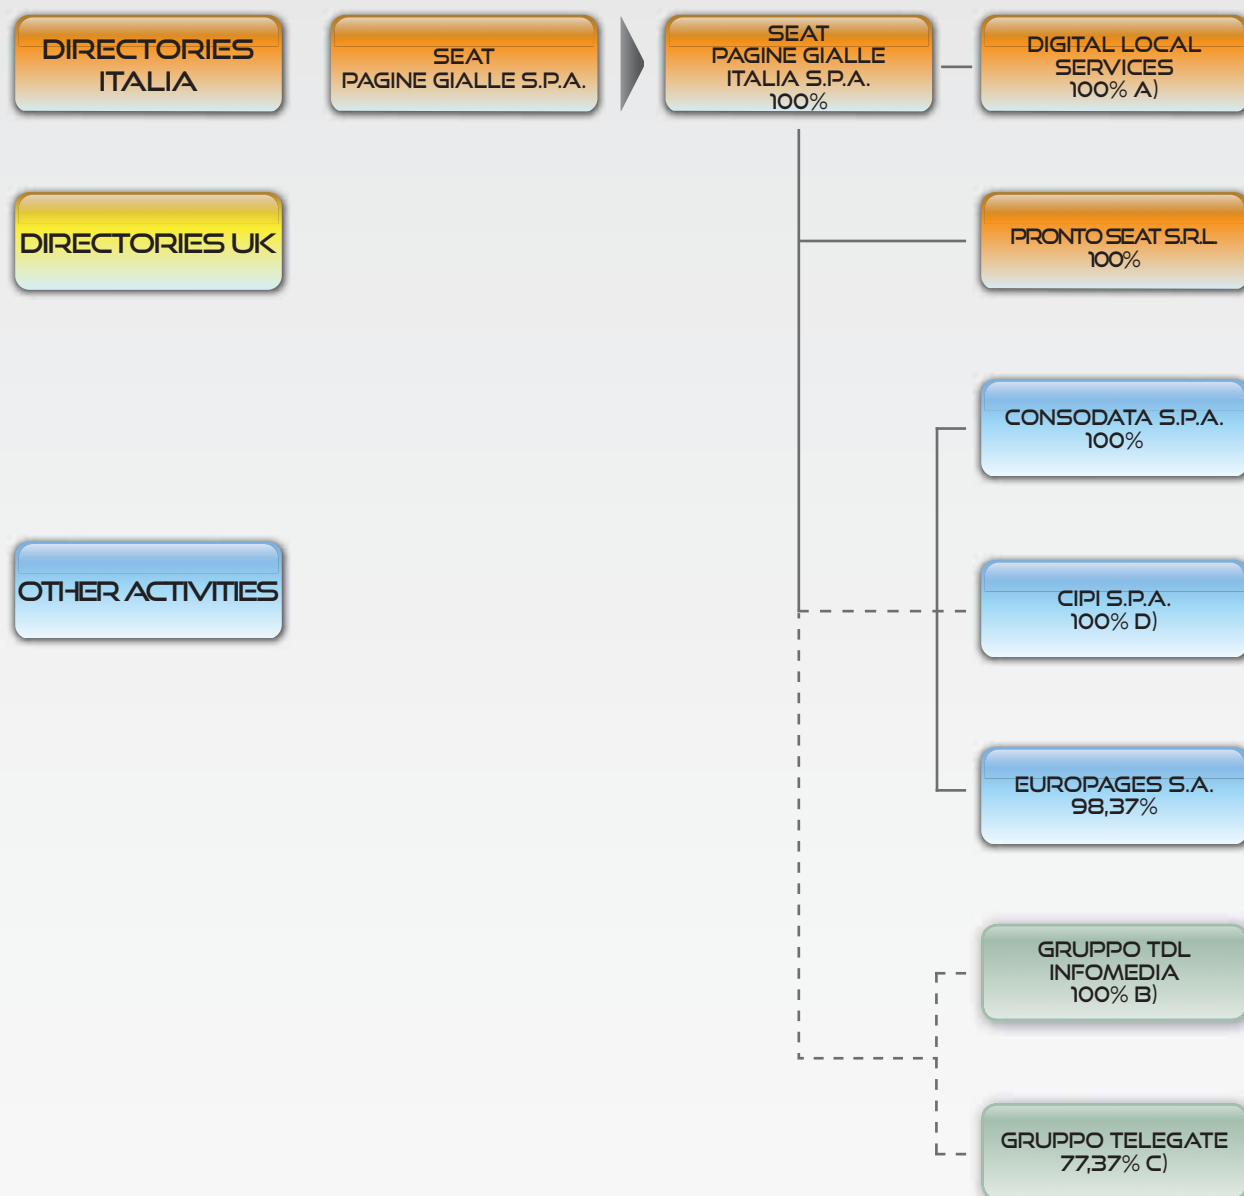 DIRECTORIES
ITALIA
SEAT
PAGINE GIALLE S.P.A.
SEAT
PAGINE GIALLE
ITALIA S.P.A.
100%
DIGITAL LOCAL
SERVICES
100% A)
DIRECTORIES UK
PRONTO SEAT S.R.L
100%
CONSODATA S.P.A.
100%
OTHER ACTIVITIES
CIPI S.P.A.
100% D)
EUROPAGES S.A.
98,37%
GRUPPO TDL
INFOMEDIA
100% B)
GRUPPO TELEGATE
77,37% C)